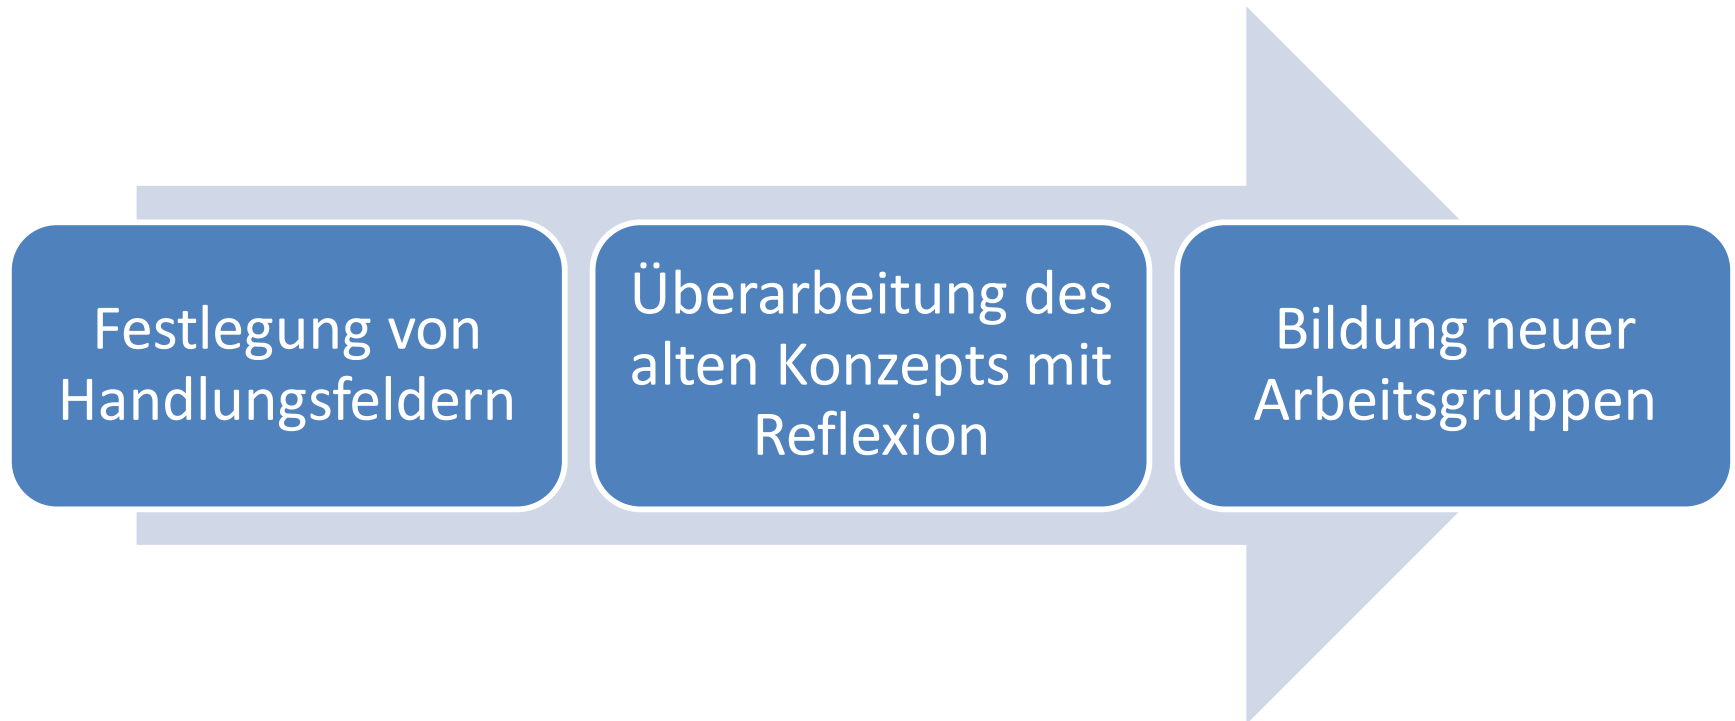 Festlegung von
Handlungsfeldern
Überarbeitung des
alten Konzepts mit
Reflexion
Bildung neuer
Arbeitsgruppen